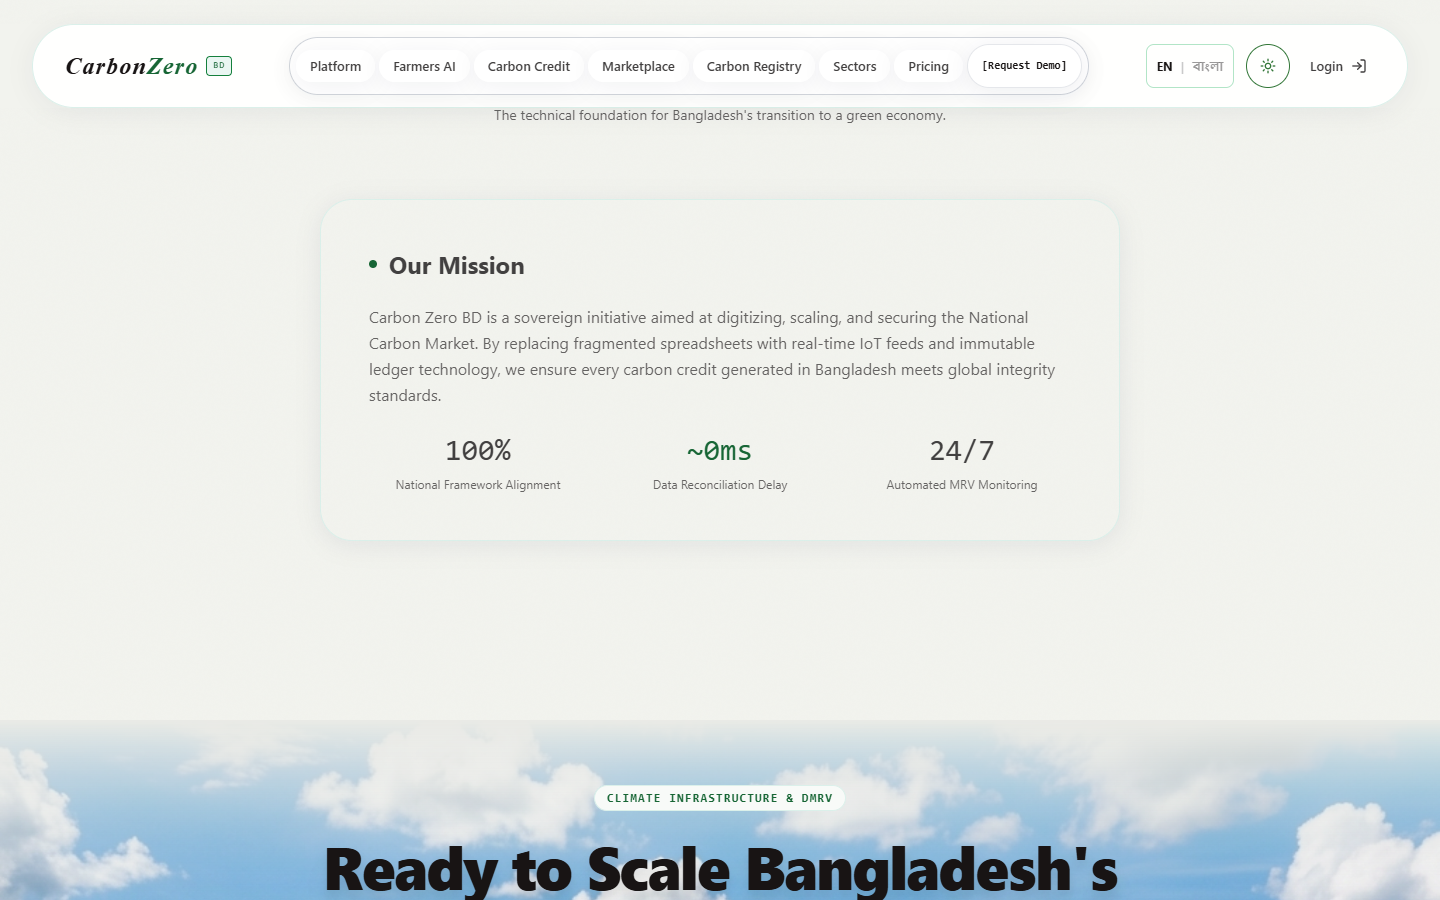 CarbonZero BD
Platform
Farmers AI
Carbon Credit
Marketplace
Carbon Registry
Sectors
Pricing
[Request Demo]
EN | বাংলা
Login
The technical foundation for Bangladesh's transition to a green economy.
Our Mission
Carbon Zero BD is a sovereign initiative aimed at digitizing, scaling, and securing the National
Carbon Market. By replacing fragmented spreadsheets with real-time IoT feeds and immutable
ledger technology, we ensure every carbon credit generated in Bangladesh meets global integrity
standards.
100%
National Framework Alignment
~0ms
Data Reconciliation Delay
24/7
Automated MRV Monitoring
CLIMATE INFRASTRUCTURE & DMRV
Ready to Scale Bangladesh's